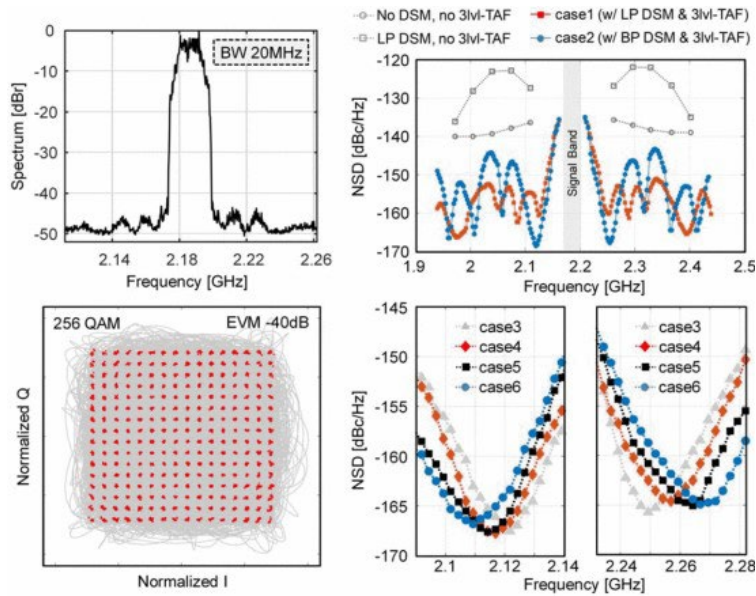 BW 20MHz
Spectrum [dBr]
0
-10
-20
-30
-40
-50
2.14
2.18
2.22
2.26
Frequency [GHz]
No DSM, no 3lvl-TAF
case1 (w/ LP DSM & 3lvl-TAF)
LP DSM, no 3lvl-TAF
case2 (w/ BP DSM & 3lvl-TAF)
NSD [dBc/Hz]
-120
-130
-140
-150
-160
-170
Signal Band
1.9
2
2.1
2.2
2.3
2.4
2.5
Frequency [GHz]
256 QAM
EVM -40dB
Normalized Q
Normalized I
NSD [dBc/Hz]
-145
-150
-155
-160
-165
-170
case3
case4
case5
case6
2.1
2.12
2.14
case3
case4
case5
case6
2.24
2.26
2.28
Frequency [GHz]